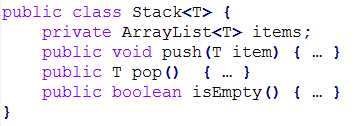 public class Stack<T> {
    private ArrayList<T> items;
    public void push(T item) { … }
    public T pop()  { … }
    public boolean isEmpty() { … }
}